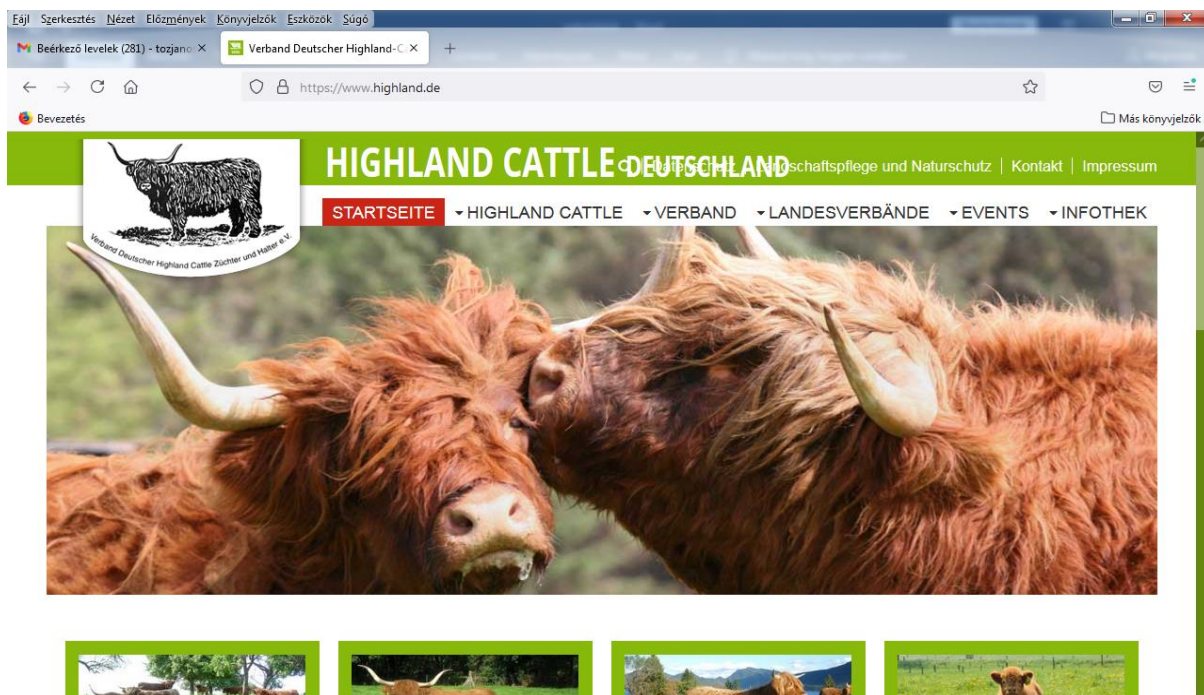 Fájl Szerkesztés Nézet Előzmények Könyvjelzők Eszközök Súgó
Beérkező levelek (281) - tozjano
Verband Deutscher Highland-C
https://www.highland.de
Bevezetés
Más könyvjelzők
HIGHLAND CATTLE DEUTSCHLAND
Datenschutz | Landschaftspflege und Naturschutz | Kontakt | Impressum
Verband Deutscher Highland Cattle Züchter und Halter e.V.
STARTSEITE HIGHLAND CATTLE VERBAND LANDESVERBÄNDE EVENTS INFOTHEK